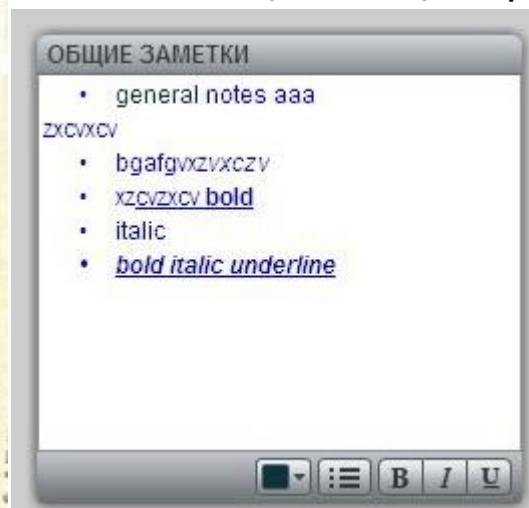 ОБЩИЕ ЗАМЕТКИ
• general notes aaa
zxcvxcv
• bgafgvxzvxczv
• xzcvzxcv bold
• italic
• bold italic underline
B I U